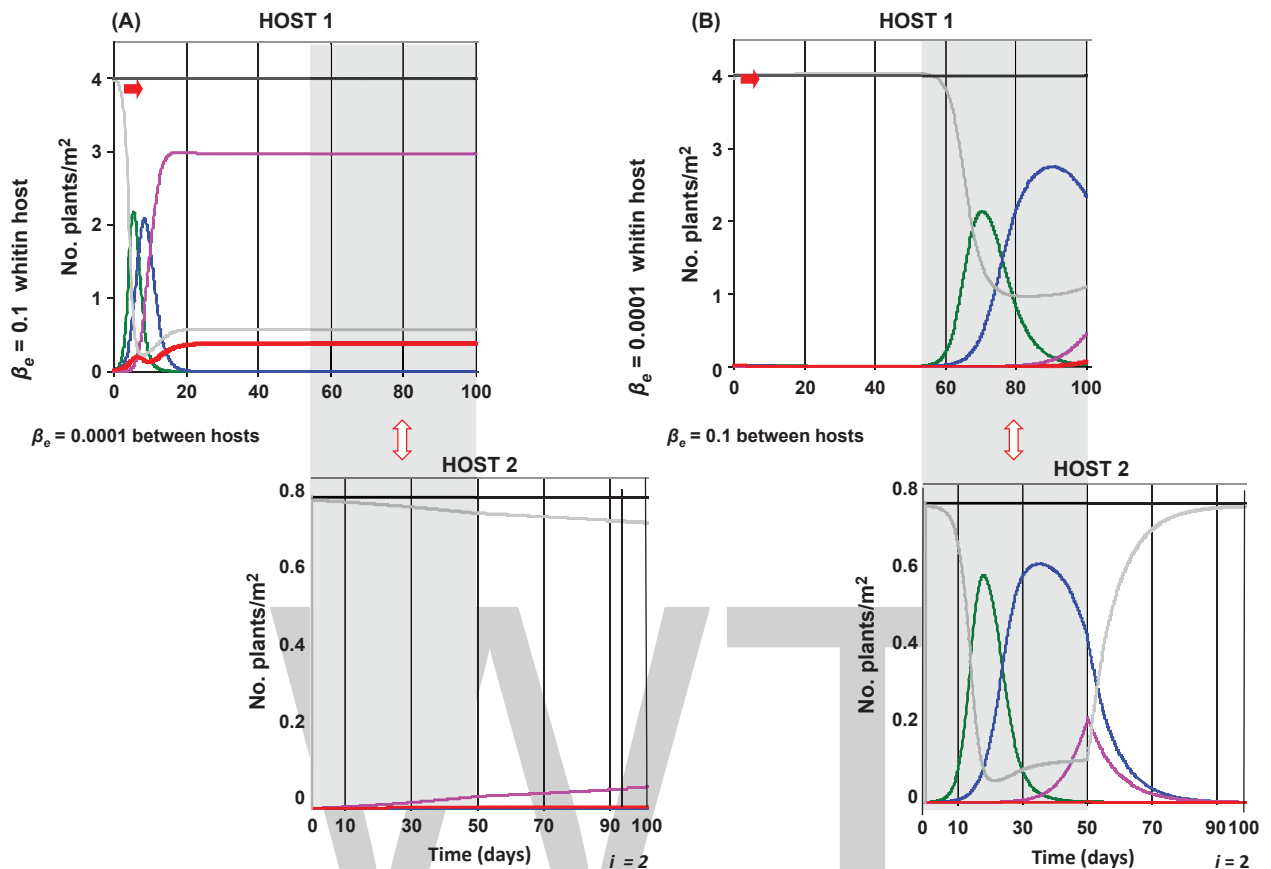 (A)
HOST 1
4
3
2
1
0
No. plants/m²
βe = 0.1 whitin host
0 20 40 60 80 100
βe = 0.0001 between hosts
HOST 2
0.8
0.6
0.4
0.2
0
No. plants/m²
0 10 30 50 70 90 100
Time (days)
i = 2
(B)
HOST 1
4
3
2
1
0
No. plants/m²
βe = 0.0001 whitin host
0 20 40 60 80 100
βe = 0.1 between hosts
HOST 2
0.8
0.6
0.4
0.2
0
No. plants/m²
0 10 30 50 70 90 100
Time (days)
i = 2
WT